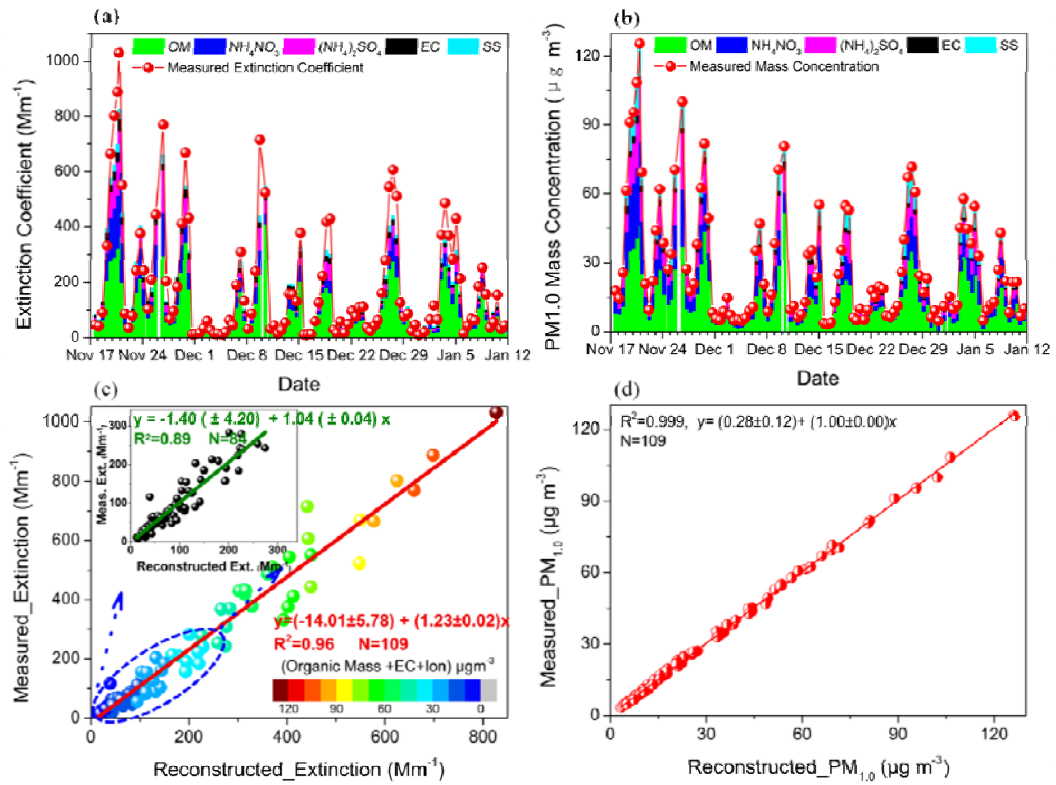 (a)
OM NH4NO3 (NH4)2SO4 EC SS
Measured Extinction Coefficient
Extinction Coefficient (Mm-1)
1000
800
600
400
200
0
Nov 17 Nov 24 Dec 1 Dec 8 Dec 15 Dec 22 Dec 29 Jan 5 Jan 12
Date
(b)
OM NH4NO3 (NH4)2SO4 EC SS
Measured Mass Concentration
PM1.0 Mass Concentration ( µg m-3)
120
90
60
30
0
Nov 17 Nov 24 Dec 1 Dec 8 Dec 15 Dec 22 Dec 29 Jan 5 Jan 12
Date
(c)
y = -1.40 ( ± 4.20) + 1.04 ( ± 0.04) x
R2=0.89 N=84
Meas. Ext. (Mm-1)
300
200
100
0
0 100 200 300
Reconstructed Ext. (Mm-1)
Measured_Extinction (Mm-1)
1000
800
600
400
200
0
y=(-14.01±5.78) + (1.23±0.02)x
R2=0.96 N=109
(Organic Mass +EC+Ion) µgm-3
120 90 60 30 0
0 200 400 600 800
Reconstructed_Extinction (Mm-1)
(d)
R2=0.999, y= (0.28±0.12)+ (1.00±0.00)x
N=109
Measured_PM1.0 (µg m-3)
120
90
60
30
0
0 30 60 90 120
Reconstructed_PM1.0 (µg m-3)